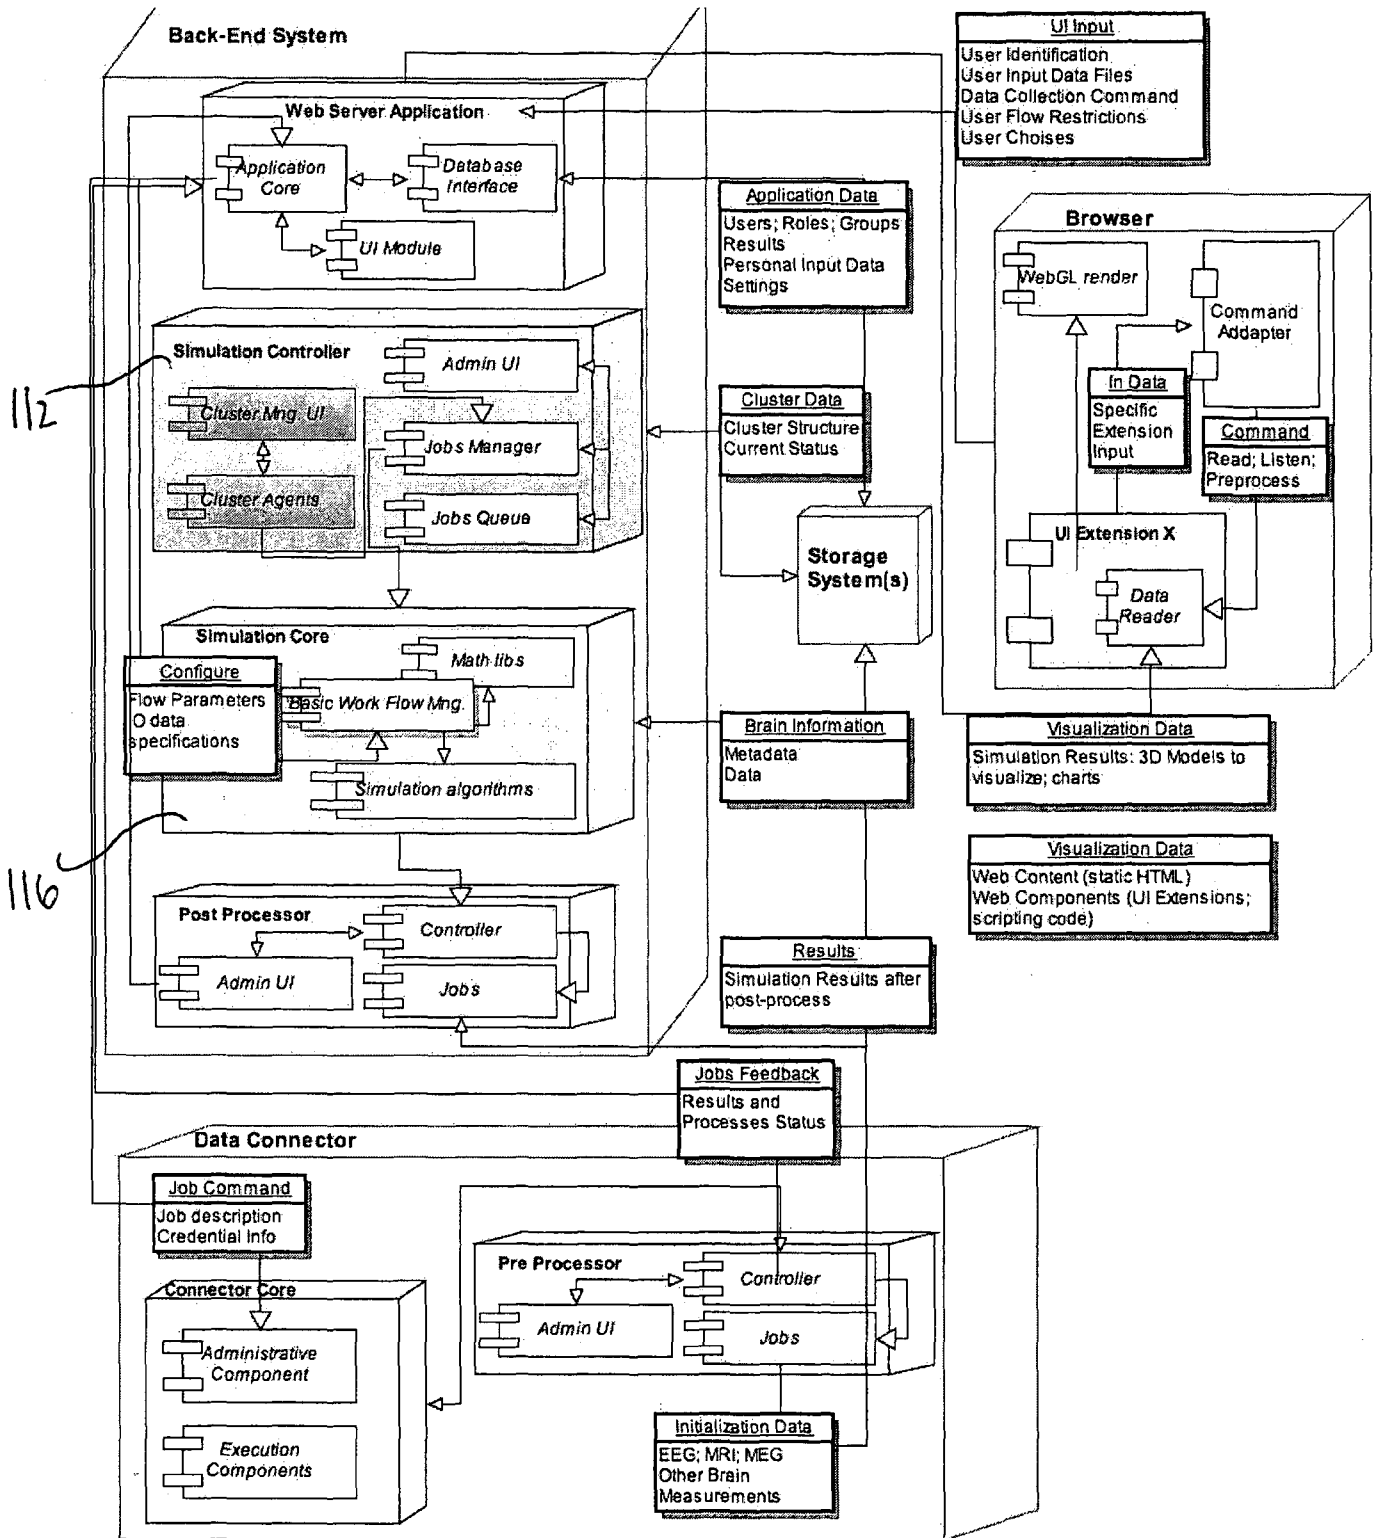 Back-End System
Web Server Application
Application
Core
Database
Interface
UI Module
Simulation Controller
112
Cluster Mng. UI
Cluster Agents
Admin UI
Jobs Manager
Jobs Queue
Simulation Core
Math libs
Configure
Flow Parameters
IO data
specifications
Basic Work Flow Mng.
Simulation algorithms
116
Post Processor
Controller
Admin UI
Jobs
UI Input
User Identification
User Input Data Files
Data Collection Command
User Flow Restrictions
User Choises
Application Data
Users; Roles; Groups
Results
Personal Input Data
Settings
Cluster Data
Cluster Structure
Current Status
Storage
System(s)
Brain Information
Metadata
Data
Results
Simulation Results after
post-process
Browser
WebGL render
Command
Addapter
In Data
Specific
Extension
Input
Command
Read; Listen;
Preprocess
UI Extension X
Data
Reader
Visualization Data
Simulation Results: 3D Models to
visualize; charts
Visualization Data
Web Content (static HTML)
Web Components (UI Extensions;
scripting code)
Jobs Feedback
Results and
Processes Status
Data Connector
Job Command
Job description
Credential Info
Connector Core
Administrative
Component
Execution
Components
Pre Processor
Controller
Admin UI
Jobs
Initialization Data
EEG; MRI; MEG
Other Brain
Measurements